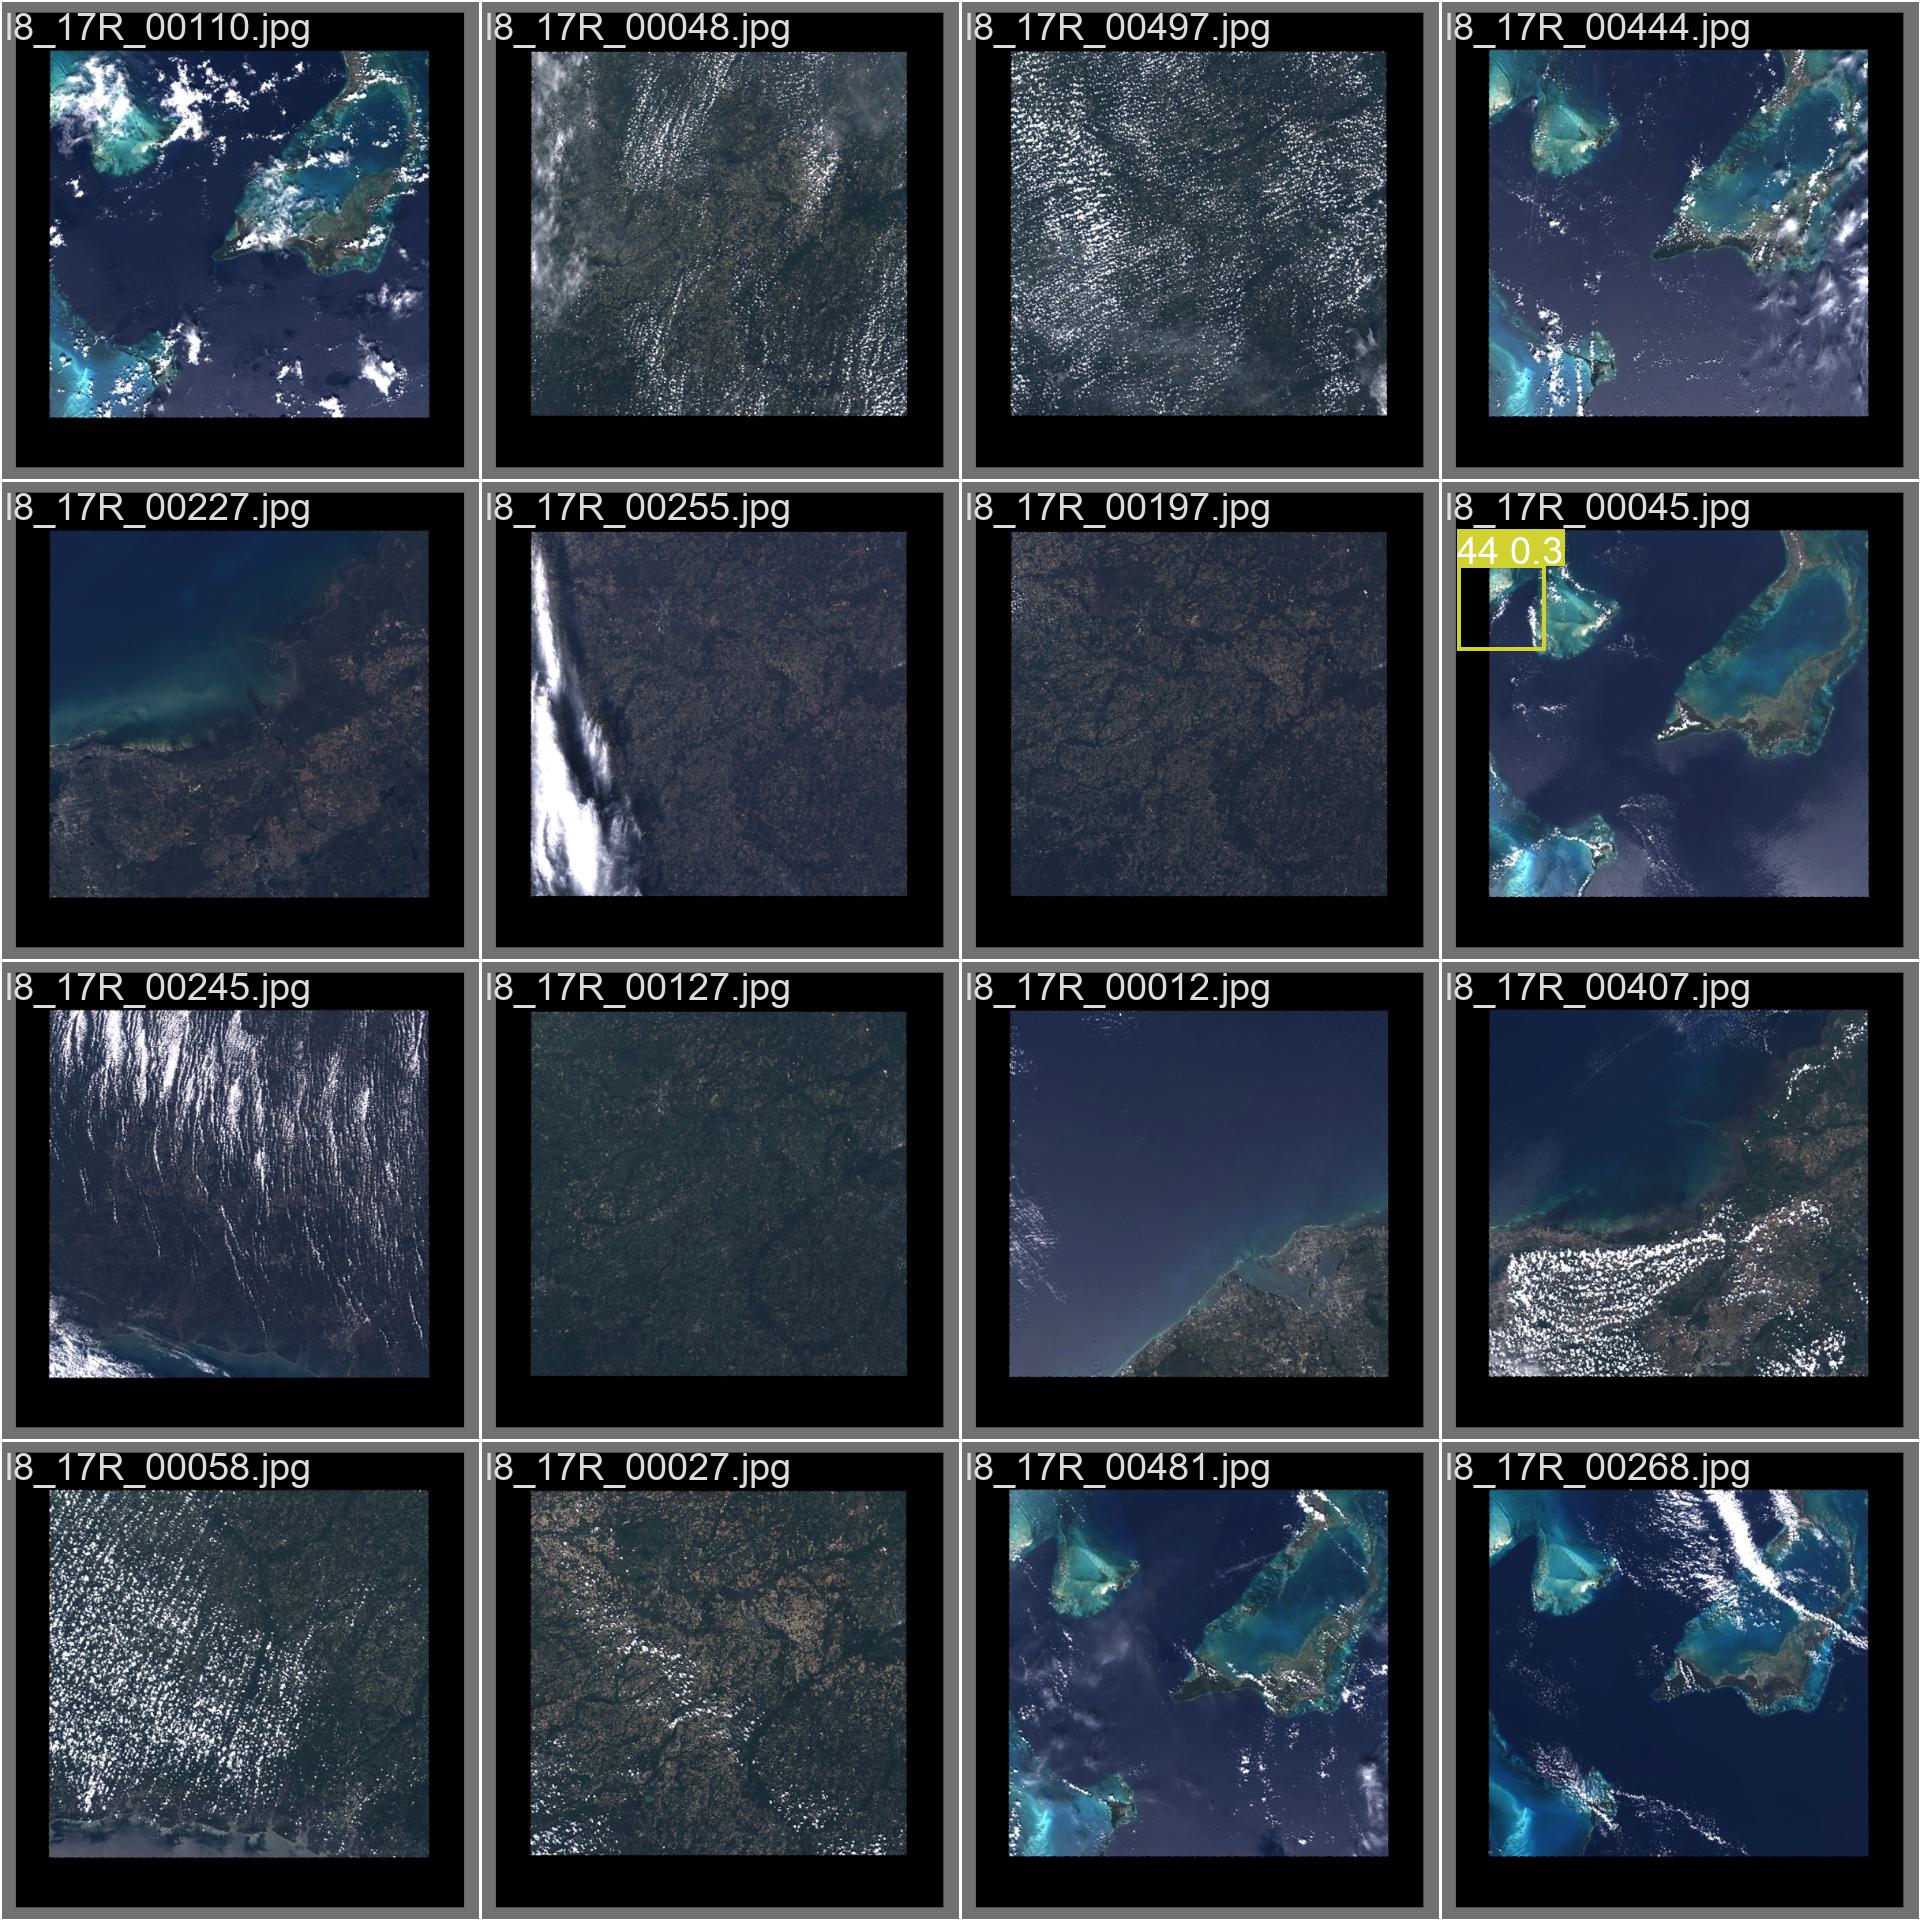 l8_17R_00110.jpg
l8_17R_00048.jpg
l8_17R_00497.jpg
l8_17R_00444.jpg
l8_17R_00227.jpg
l8_17R_00255.jpg
l8_17R_00197.jpg
l8_17R_00045.jpg
44 0.3
l8_17R_00245.jpg
l8_17R_00127.jpg
l8_17R_00012.jpg
l8_17R_00407.jpg
l8_17R_00058.jpg
l8_17R_00027.jpg
l8_17R_00481.jpg
l8_17R_00268.jpg